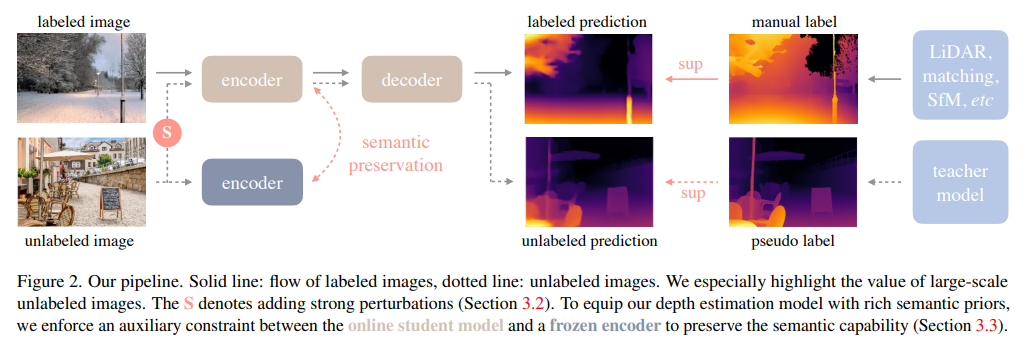 labeled image
labeled prediction
manual label
encoder
decoder
sup
LiDAR,
matching,
SfM, etc
S
semantic
preservation
encoder
sup
teacher
model
unlabeled image
unlabeled prediction
pseudo label
Figure 2. Our pipeline. Solid line: flow of labeled images, dotted line: unlabeled images. We especially highlight the value of large-scale
unlabeled images. The S denotes adding strong perturbations (Section 3.2). To equip our depth estimation model with rich semantic priors,
we enforce an auxiliary constraint between the online student model and a frozen encoder to preserve the semantic capability (Section 3.3).